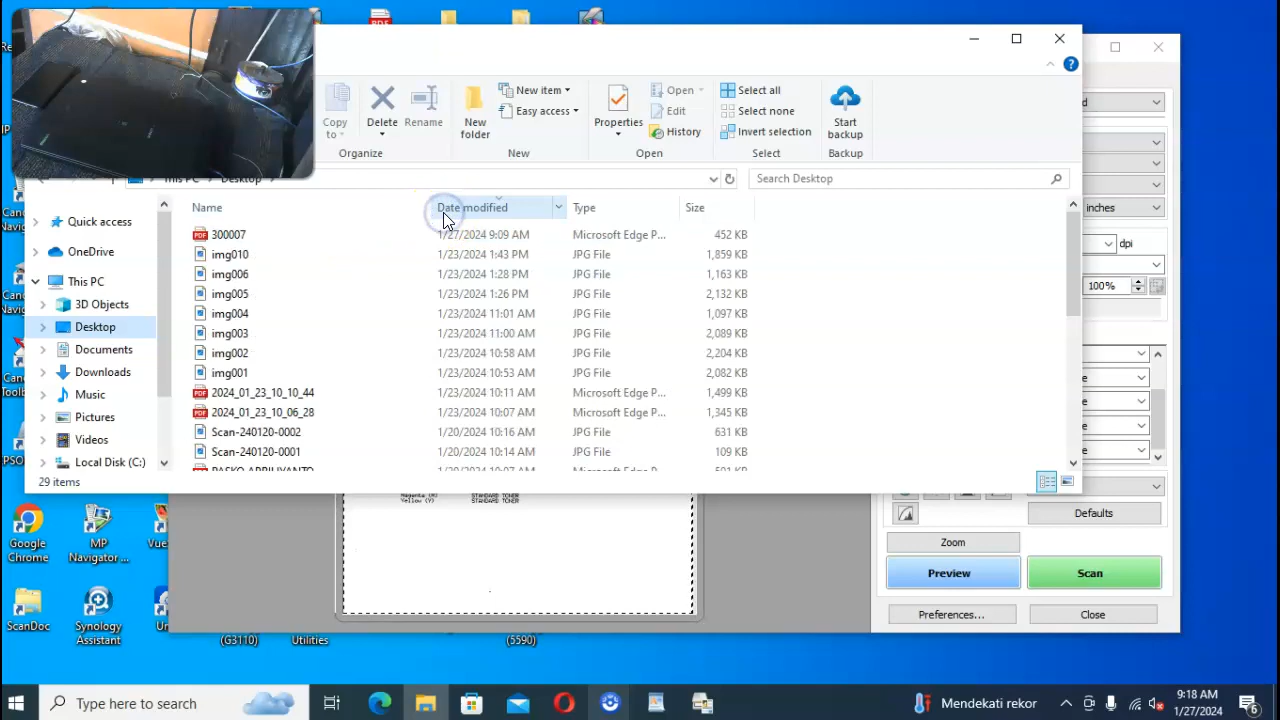 Copy to
Delete
Rename
Organize
New folder
New item
Easy access
New
Properties
Open
Edit
History
Open
Select all
Select none
Invert selection
Select
Start backup
Backup
This PC
Desktop
Search Desktop
Quick access
OneDrive
This PC
3D Objects
Desktop
Documents
Downloads
Music
Pictures
Videos
Local Disk (C:)
Name Date modified Type Size
300007 1/27/2024 9:09 AM Microsoft Edge P... 452 KB
img010 1/23/2024 1:43 PM JPG File 1,859 KB
img006 1/23/2024 1:28 PM JPG File 1,163 KB
img005 1/23/2024 1:26 PM JPG File 2,132 KB
img004 1/23/2024 11:01 AM JPG File 1,097 KB
img003 1/23/2024 11:00 AM JPG File 2,089 KB
img002 1/23/2024 10:58 AM JPG File 2,204 KB
img001 1/23/2024 10:53 AM JPG File 2,082 KB
2024_01_23_10_10_44 1/23/2024 10:11 AM Microsoft Edge P... 1,499 KB
2024_01_23_10_06_28 1/23/2024 10:07 AM Microsoft Edge P... 1,345 KB
Scan-240120-0002 1/20/2024 10:16 AM JPG File 631 KB
Scan-240120-0001 1/20/2024 10:14 AM JPG File 109 KB
29 items
inches
dpi
100%
Magenta (M) STANDARD TONER
Yellow (Y) STANDARD TONER
Defaults
Zoom
Preview
Scan
Preferences...
Close
Google Chrome
MP Navigator ...
Vue
ScanDoc
Synology Assistant
(G3110)
Utilities
(5590)
Type here to search
Mendekati rekor
9:18 AM
1/27/2024
6